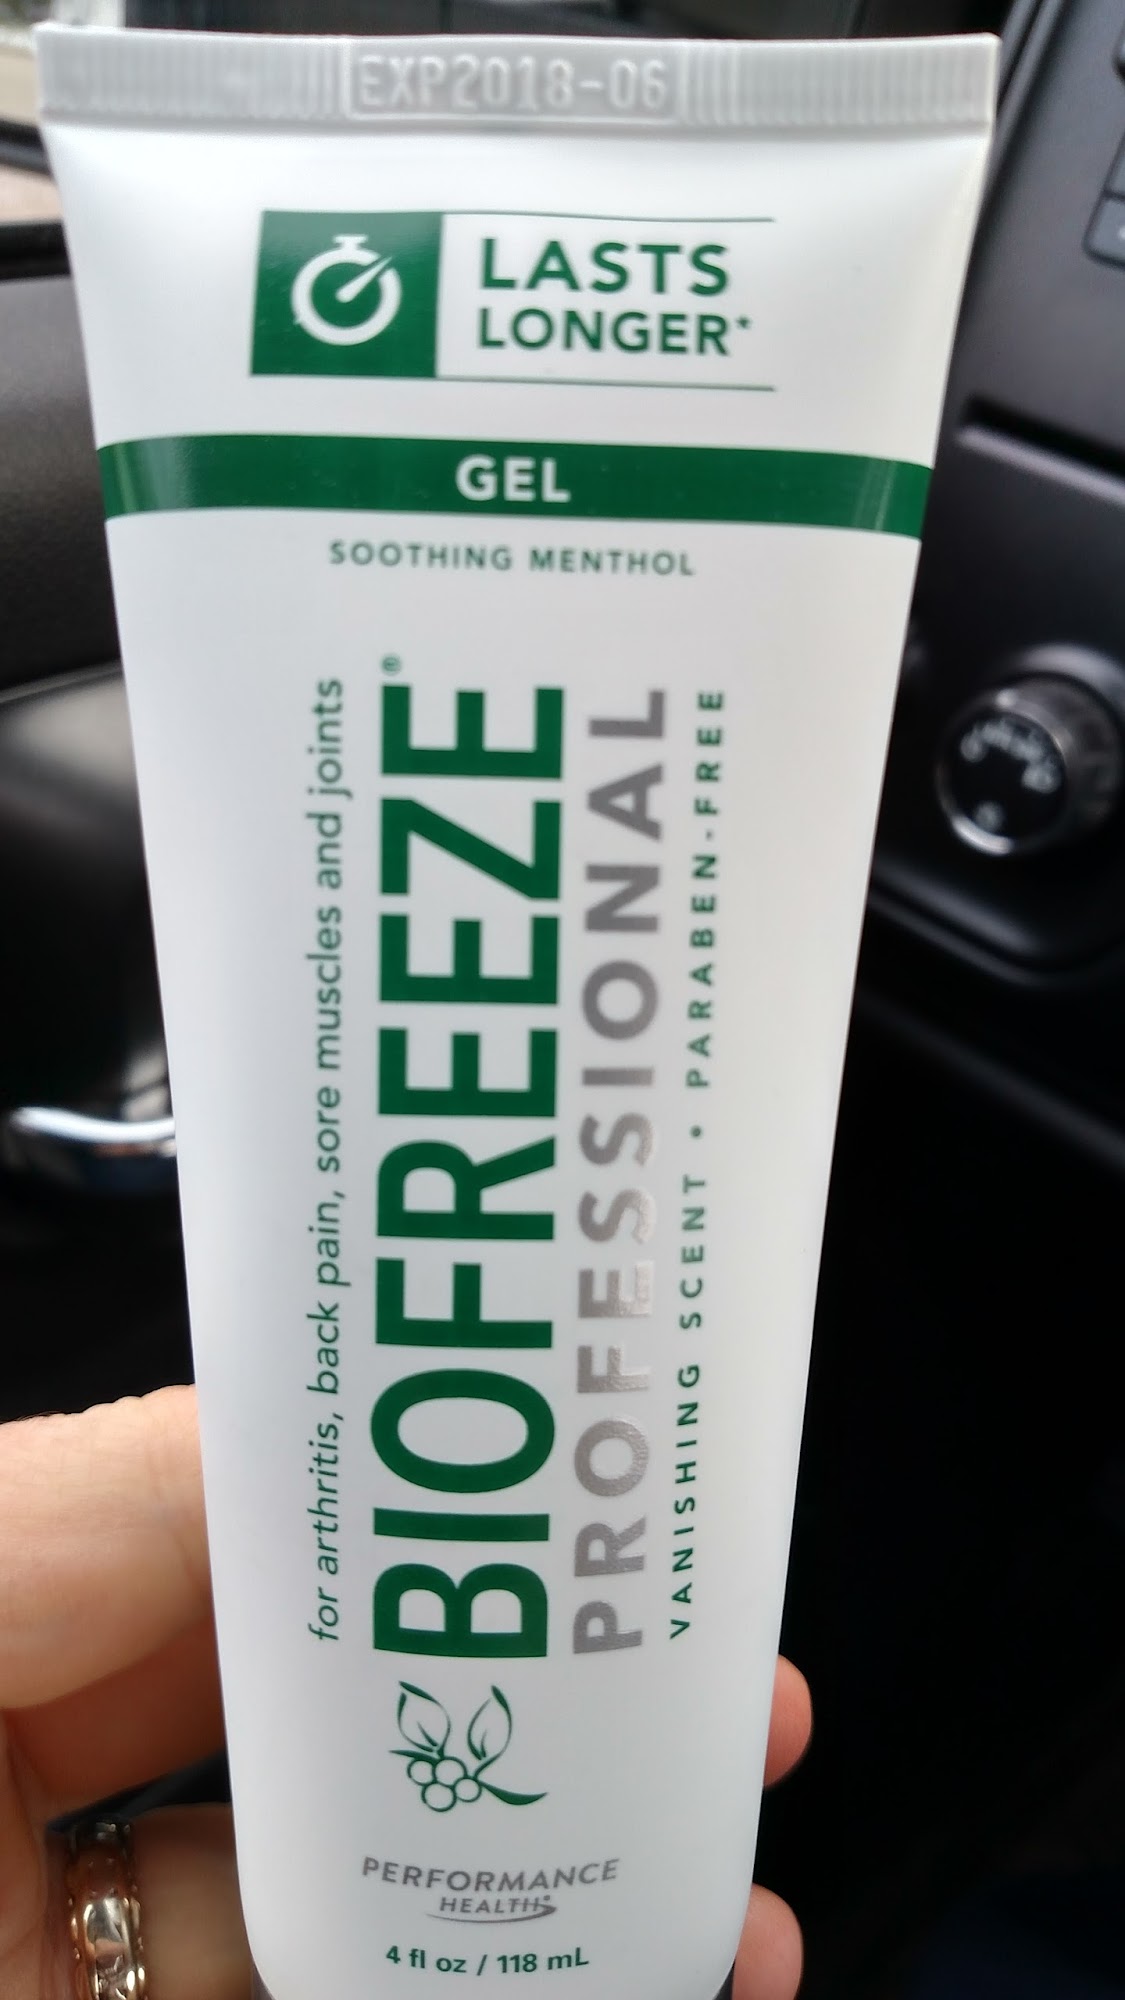 EXP2018-06
LASTS
LONGER*
GEL
SOOTHING MENTHOL
for arthritis, back pain, sore muscles and joints
BIOFREEZE®
PROFESSIONAL
VANISHING SCENT • PARABEN-FREE
PERFORMANCE
HEALTH
4 fl oz / 118 mL